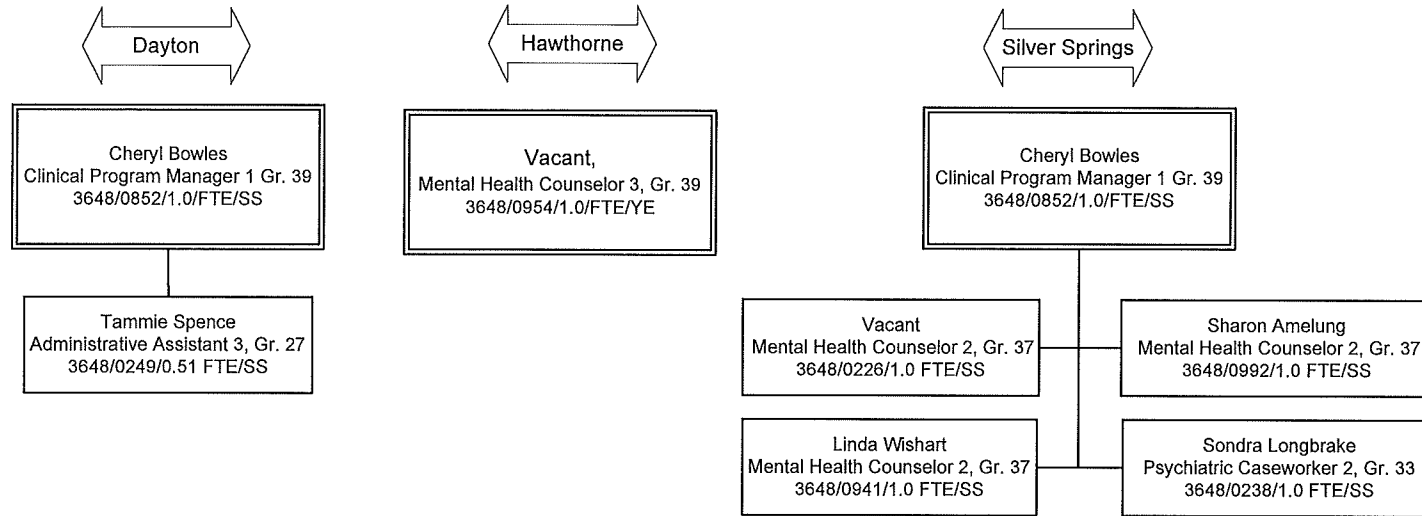 Dayton
Hawthorne
Silver Springs
Cheryl Bowles
Clinical Program Manager 1 Gr. 39
3648/0852/1.0/FTE/SS
Vacant,
Mental Health Counselor 3, Gr. 39
3648/0954/1.0/FTE/YE
Cheryl Bowles
Clinical Program Manager 1 Gr. 39
3648/0852/1.0/FTE/SS
Tammie Spence
Administrative Assistant 3, Gr. 27
3648/0249/0.51 FTE/SS
Vacant
Mental Health Counselor 2, Gr. 37
3648/0226/1.0 FTE/SS
Sharon Amelung
Mental Health Counselor 2, Gr. 37
3648/0992/1.0 FTE/SS
Linda Wishart
Mental Health Counselor 2, Gr. 37
3648/0941/1.0 FTE/SS
Sondra Longbrake
Psychiatric Caseworker 2, Gr. 33
3648/0238/1.0 FTE/SS